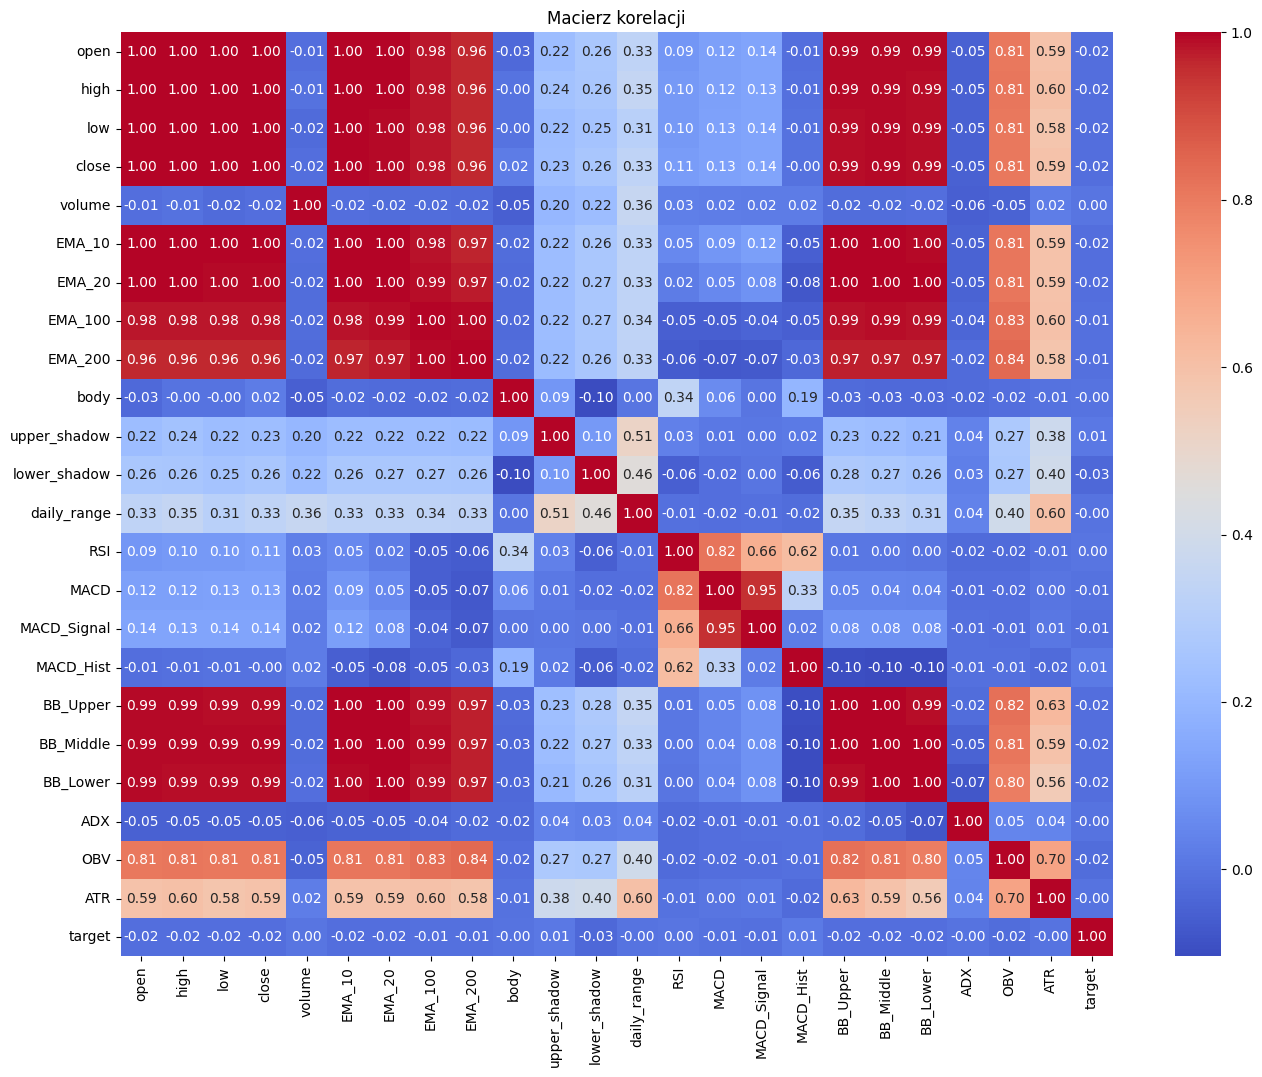 Macierz korelacji
open 1.00 1.00 1.00 1.00 -0.01 1.00 1.00 0.98 0.96 -0.03 0.22 0.26 0.33 0.09 0.12 0.14 -0.01 0.99 0.99 0.99 -0.05 0.81 0.59 -0.02
high 1.00 1.00 1.00 1.00 -0.01 1.00 1.00 0.98 0.96 -0.00 0.24 0.26 0.35 0.10 0.12 0.13 -0.01 0.99 0.99 0.99 -0.05 0.81 0.60 -0.02
low 1.00 1.00 1.00 1.00 -0.02 1.00 1.00 0.98 0.96 -0.00 0.22 0.25 0.31 0.10 0.13 0.14 -0.01 0.99 0.99 0.99 -0.05 0.81 0.58 -0.02
close 1.00 1.00 1.00 1.00 -0.02 1.00 1.00 0.98 0.96 0.02 0.23 0.26 0.33 0.11 0.13 0.14 -0.00 0.99 0.99 0.99 -0.05 0.81 0.59 -0.02
volume -0.01 -0.01 -0.02 -0.02 1.00 -0.02 -0.02 -0.02 -0.02 -0.05 0.20 0.22 0.36 0.03 0.02 0.02 0.02 -0.02 -0.02 -0.02 -0.06 -0.05 0.02 0.00
EMA_10 1.00 1.00 1.00 1.00 -0.02 1.00 1.00 0.98 0.97 -0.02 0.22 0.26 0.33 0.05 0.09 0.12 -0.05 1.00 1.00 1.00 -0.05 0.81 0.59 -0.02
EMA_20 1.00 1.00 1.00 1.00 -0.02 1.00 1.00 0.99 0.97 -0.02 0.22 0.27 0.33 0.02 0.05 0.08 -0.08 1.00 1.00 1.00 -0.05 0.81 0.59 -0.02
EMA_100 0.98 0.98 0.98 0.98 -0.02 0.98 0.99 1.00 1.00 -0.02 0.22 0.27 0.34 -0.05 -0.05 -0.04 -0.05 0.99 0.99 0.99 -0.04 0.83 0.60 -0.01
EMA_200 0.96 0.96 0.96 0.96 -0.02 0.97 0.97 1.00 1.00 -0.02 0.22 0.26 0.33 -0.06 -0.07 -0.07 -0.03 0.97 0.97 0.97 -0.02 0.84 0.58 -0.01
body -0.03 -0.00 -0.00 0.02 -0.05 -0.02 -0.02 -0.02 -0.02 1.00 0.09 -0.10 0.00 0.34 0.06 0.00 0.19 -0.03 -0.03 -0.03 -0.02 -0.02 -0.01 -0.00
upper_shadow 0.22 0.24 0.22 0.23 0.20 0.22 0.22 0.22 0.22 0.09 1.00 0.10 0.51 0.03 0.01 0.00 0.02 0.23 0.22 0.21 0.04 0.27 0.38 0.01
lower_shadow 0.26 0.26 0.25 0.26 0.22 0.26 0.27 0.27 0.26 -0.10 0.10 1.00 0.46 -0.06 -0.02 0.00 -0.06 0.28 0.27 0.26 0.03 0.27 0.40 -0.03
daily_range 0.33 0.35 0.31 0.33 0.36 0.33 0.33 0.34 0.33 0.00 0.51 0.46 1.00 -0.01 -0.02 -0.01 -0.02 0.35 0.33 0.31 0.04 0.40 0.60 -0.00
RSI 0.09 0.10 0.10 0.11 0.03 0.05 0.02 -0.05 -0.06 0.34 0.03 -0.06 -0.01 1.00 0.82 0.66 0.62 0.01 0.00 0.00 -0.02 -0.02 -0.01 0.00
MACD 0.12 0.12 0.13 0.13 0.02 0.09 0.05 -0.05 -0.07 0.06 0.01 -0.02 -0.02 0.82 1.00 0.95 0.33 0.05 0.04 0.04 -0.01 -0.02 0.00 -0.01
MACD_Signal 0.14 0.13 0.14 0.14 0.02 0.12 0.08 -0.04 -0.07 0.00 0.00 0.00 -0.01 0.66 0.95 1.00 0.02 0.08 0.08 0.08 -0.01 -0.01 0.01 -0.01
MACD_Hist -0.01 -0.01 -0.01 -0.00 0.02 -0.05 -0.08 -0.05 -0.03 0.19 0.02 -0.06 -0.02 0.62 0.33 0.02 1.00 -0.10 -0.10 -0.10 -0.01 -0.01 -0.02 0.01
BB_Upper 0.99 0.99 0.99 0.99 -0.02 1.00 1.00 0.99 0.97 -0.03 0.23 0.28 0.35 0.01 0.05 0.08 -0.10 1.00 1.00 0.99 -0.02 0.82 0.63 -0.02
BB_Middle 0.99 0.99 0.99 0.99 -0.02 1.00 1.00 0.99 0.97 -0.03 0.22 0.27 0.33 0.00 0.04 0.08 -0.10 1.00 1.00 1.00 -0.05 0.81 0.59 -0.02
BB_Lower 0.99 0.99 0.99 0.99 -0.02 1.00 1.00 0.99 0.97 -0.03 0.21 0.26 0.31 0.00 0.04 0.08 -0.10 0.99 1.00 1.00 -0.07 0.80 0.56 -0.02
ADX -0.05 -0.05 -0.05 -0.05 -0.06 -0.05 -0.05 -0.04 -0.02 -0.02 0.04 0.03 0.04 -0.02 -0.01 -0.01 -0.01 -0.02 -0.05 -0.07 1.00 0.05 0.04 -0.00
OBV 0.81 0.81 0.81 0.81 -0.05 0.81 0.81 0.83 0.84 -0.02 0.27 0.27 0.40 -0.02 -0.02 -0.01 -0.01 0.82 0.81 0.80 0.05 1.00 0.70 -0.02
ATR 0.59 0.60 0.58 0.59 0.02 0.59 0.59 0.60 0.58 -0.01 0.38 0.40 0.60 -0.01 0.00 0.01 -0.02 0.63 0.59 0.56 0.04 0.70 1.00 -0.00
target -0.02 -0.02 -0.02 -0.02 0.00 -0.02 -0.02 -0.01 -0.01 -0.00 0.01 -0.03 -0.00 0.00 -0.01 -0.01 0.01 -0.02 -0.02 -0.02 -0.00 -0.02 -0.00 1.00
open high low close volume EMA_10 EMA_20 EMA_100 EMA_200 body upper_shadow lower_shadow daily_range RSI MACD MACD_Signal MACD_Hist BB_Upper BB_Middle BB_Lower ADX OBV ATR target
1.0
0.8
0.6
0.4
0.2
0.0